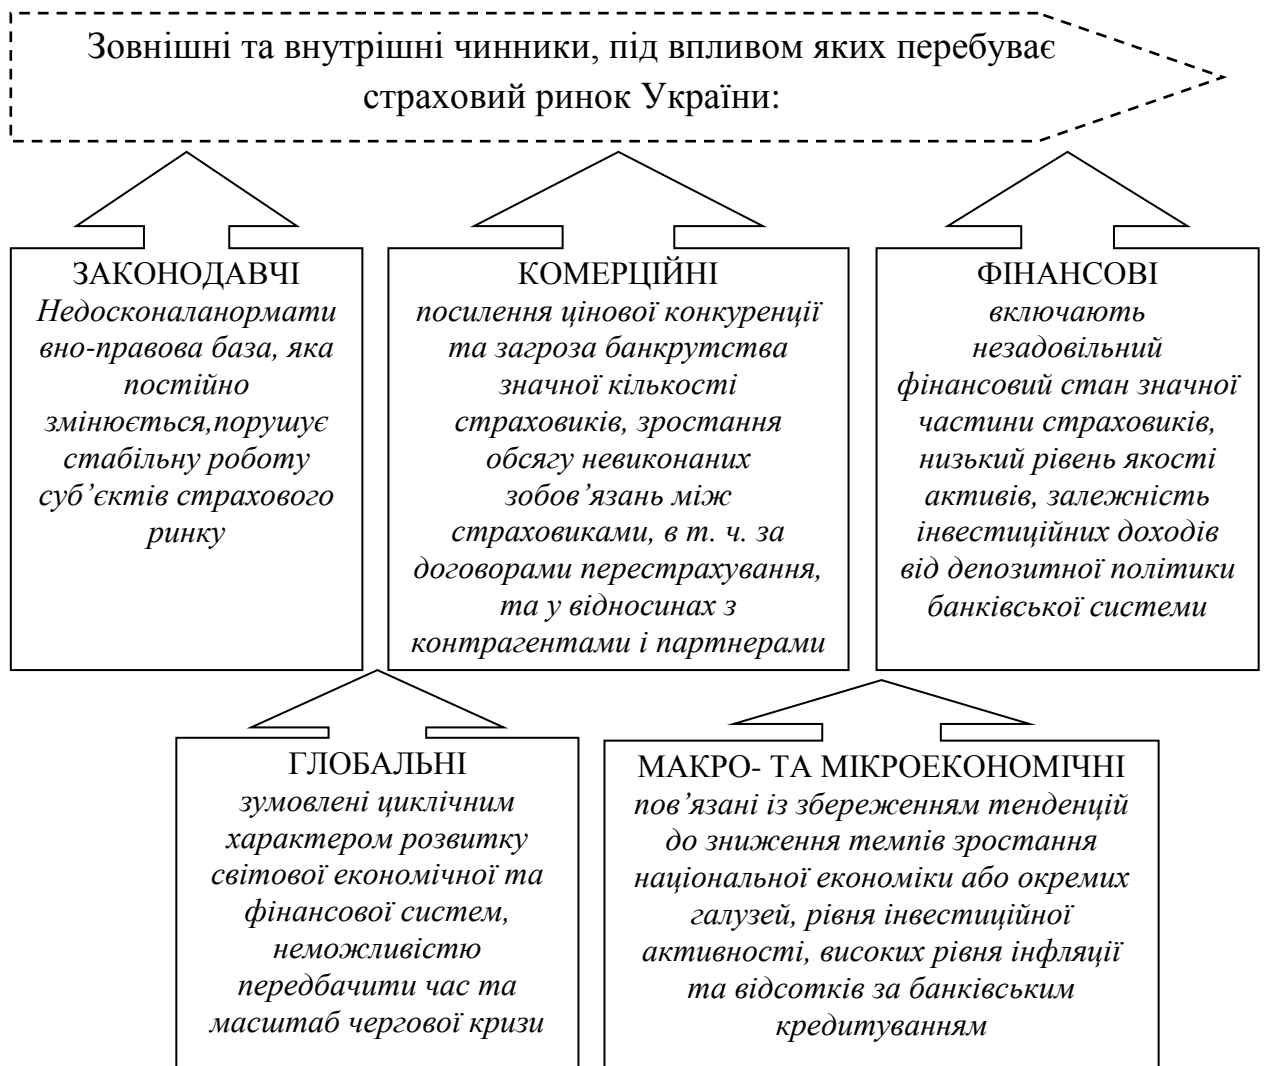 Зовнішні та внутрішні чинники, під впливом яких перебуває
страховий ринок України:
ЗАКОНОДАВЧІ
Недосконаланормати
вно-правова база, яка
постійно
змінюється,порушує
стабільну роботу
суб’єктів страхового
ринку
КОМЕРЦІЙНІ
посилення цінової конкуренції
та загроза банкрутства
значної кількості
страховиків, зростання
обсягу невиконаних
зобов’язань між
страховиками, в т. ч. за
договорами перестрахування,
та у відносинах з
контрагентами і партнерами
ФІНАНСОВІ
включають
незадовільний
фінансовий стан значної
частини страховиків,
низький рівень якості
активів, залежність
інвестиційних доходів
від депозитної політики
банківської системи
ГЛОБАЛЬНІ
зумовлені циклічним
характером розвитку
світової економічної та
фінансової систем,
неможливістю
передбачити час та
масштаб чергової кризи
МАКРО- ТА МІКРОЕКОНОМІЧНІ
пов’язані із збереженням тенденцій
до зниження темпів зростання
національної економіки або окремих
галузей, рівня інвестиційної
активності, високих рівня інфляції
та відсотків за банківським
кредитуванням